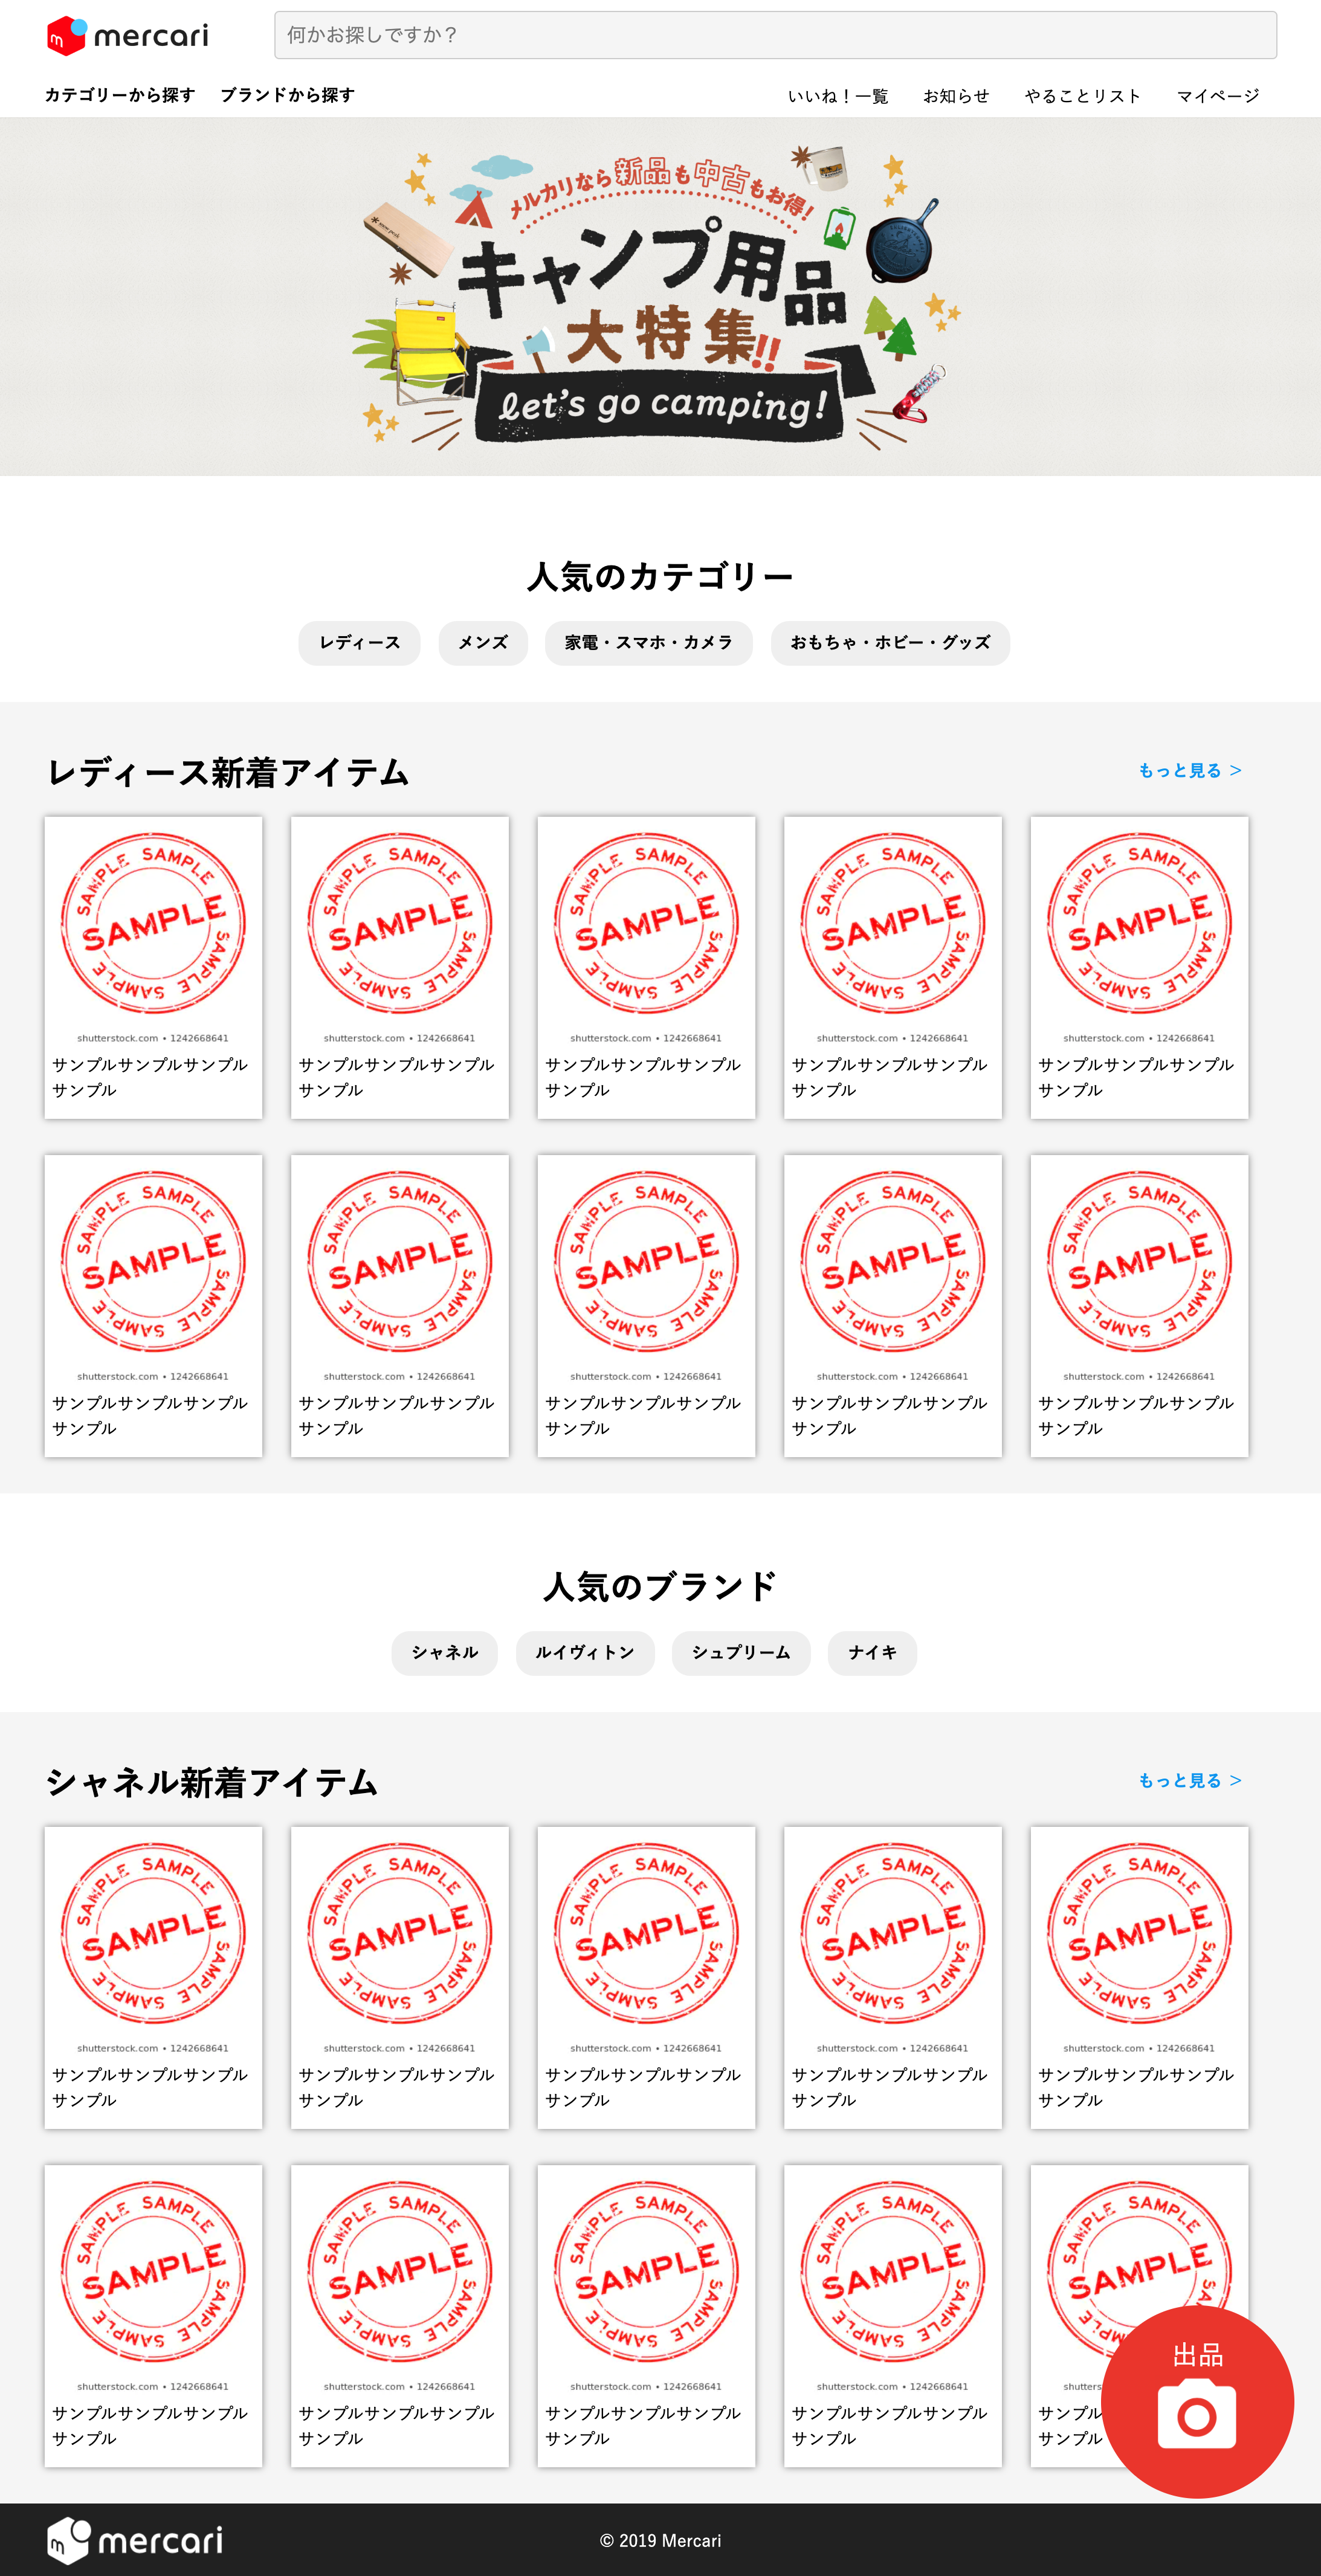 mercari
何かお探しですか？
カテゴリーから探す ブランドから探す いいね！一覧 お知らせ やることリスト マイページ
メルカリなら新品も中古もお得！
キャンプ用品
大特集!!
let's go camping!
人気のカテゴリー
レディース メンズ 家電・スマホ・カメラ おもちゃ・ホビー・グッズ
レディース新着アイテム もっと見る ＞
SAMPLE SAMPLE SAMPLE SAMPLE SAMPLE
shutterstock.com • 1242668641 shutterstock.com • 1242668641 shutterstock.com • 1242668641 shutterstock.com • 1242668641 shutterstock.com • 1242668641
サンプルサンプルサンプル サンプルサンプルサンプル サンプルサンプルサンプル サンプルサンプルサンプル サンプルサンプルサンプル
サンプル サンプル サンプル サンプル サンプル
SAMPLE SAMPLE SAMPLE SAMPLE SAMPLE
shutterstock.com • 1242668641 shutterstock.com • 1242668641 shutterstock.com • 1242668641 shutterstock.com • 1242668641 shutterstock.com • 1242668641
サンプルサンプルサンプル サンプルサンプルサンプル サンプルサンプルサンプル サンプルサンプルサンプル サンプルサンプルサンプル
サンプル サンプル サンプル サンプル サンプル
人気のブランド
シャネル ルイヴィトン シュプリーム ナイキ
シャネル新着アイテム もっと見る ＞
SAMPLE SAMPLE SAMPLE SAMPLE SAMPLE
shutterstock.com • 1242668641 shutterstock.com • 1242668641 shutterstock.com • 1242668641 shutterstock.com • 1242668641 shutterstock.com • 1242668641
サンプルサンプルサンプル サンプルサンプルサンプル サンプルサンプルサンプル サンプルサンプルサンプル サンプルサンプルサンプル
サンプル サンプル サンプル サンプル サンプル
SAMPLE SAMPLE SAMPLE SAMPLE SAMPLE
出品
shutterstock.com • 1242668641 shutterstock.com • 1242668641 shutterstock.com • 1242668641 shutterstock.com • 1242668641 shutters
サンプルサンプルサンプル サンプルサンプルサンプル サンプルサンプルサンプル サンプルサンプルサンプル サンプル
サンプル サンプル サンプル サンプル サンプル
mercari © 2019 Mercari